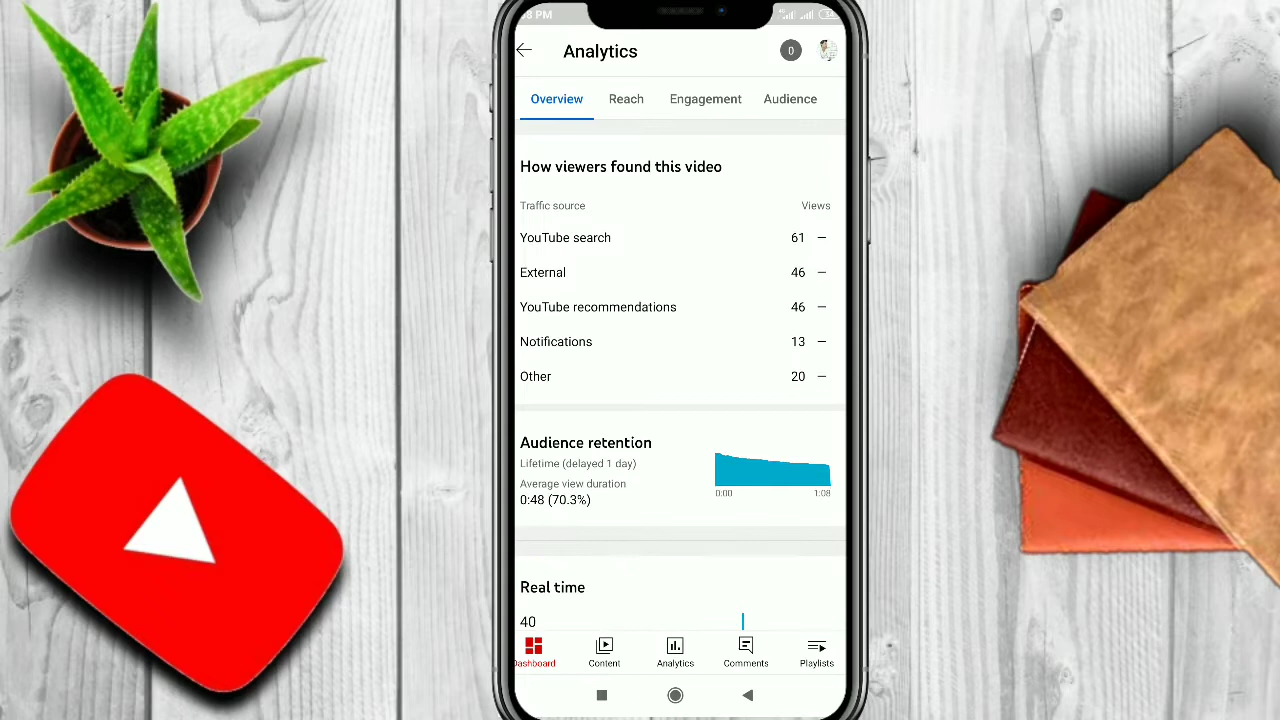 8 PM
Analytics
0
Overview Reach Engagement Audience
How viewers found this video
Traffic source Views
YouTube search 61 —
External 46 —
YouTube recommendations 46 —
Notifications 13 —
Other 20 —
Audience retention
Lifetime (delayed 1 day)
Average view duration
0:48 (70.3%)
0:00 1:08
Real time
40
Dashboard Content Analytics Comments Playlists